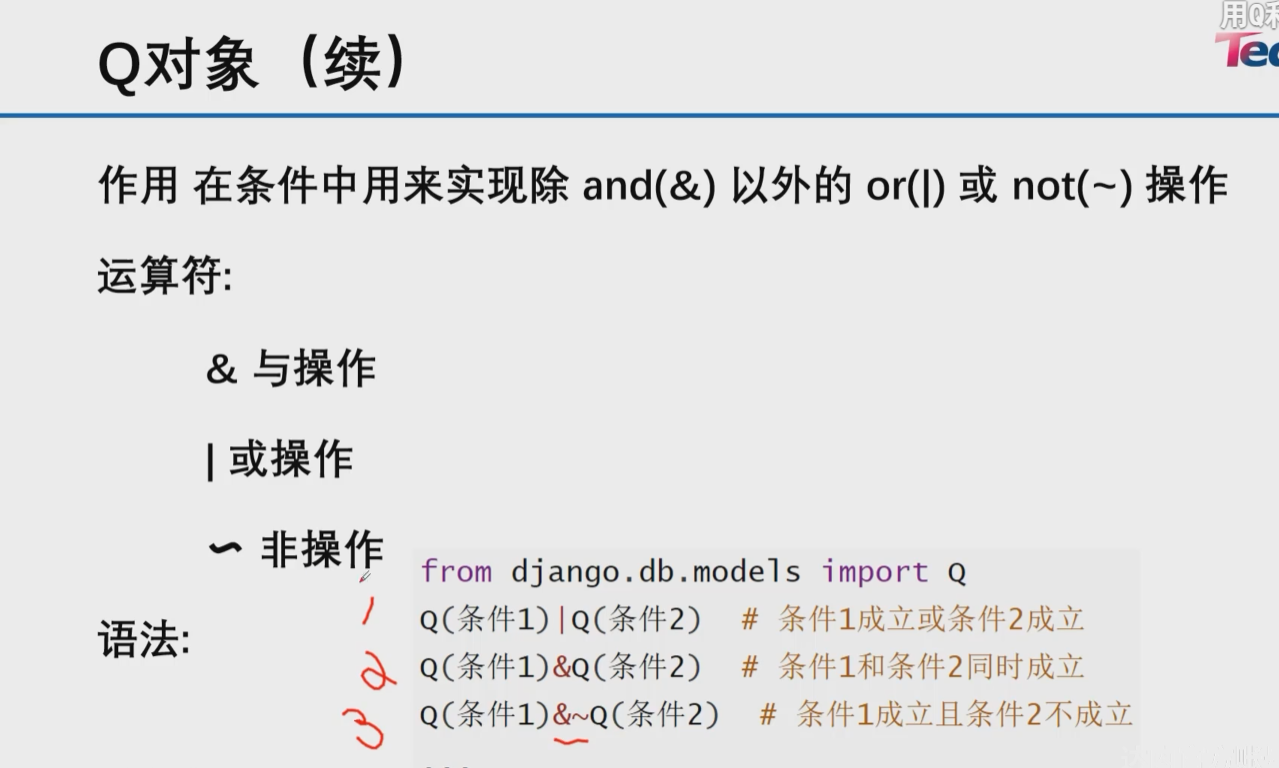 用Q
Q对象（续）
作用 在条件中用来实现除 and(&) 以外的 or(|) 或 not(~) 操作
运算符:
& 与操作
| 或操作
~ 非操作
语法:
from django.db.models import Q
1 Q(条件1)|Q(条件2) # 条件1成立或条件2成立
2 Q(条件1)&Q(条件2) # 条件1和条件2同时成立
3 Q(条件1)&~Q(条件2) # 条件1成立且条件2不成立